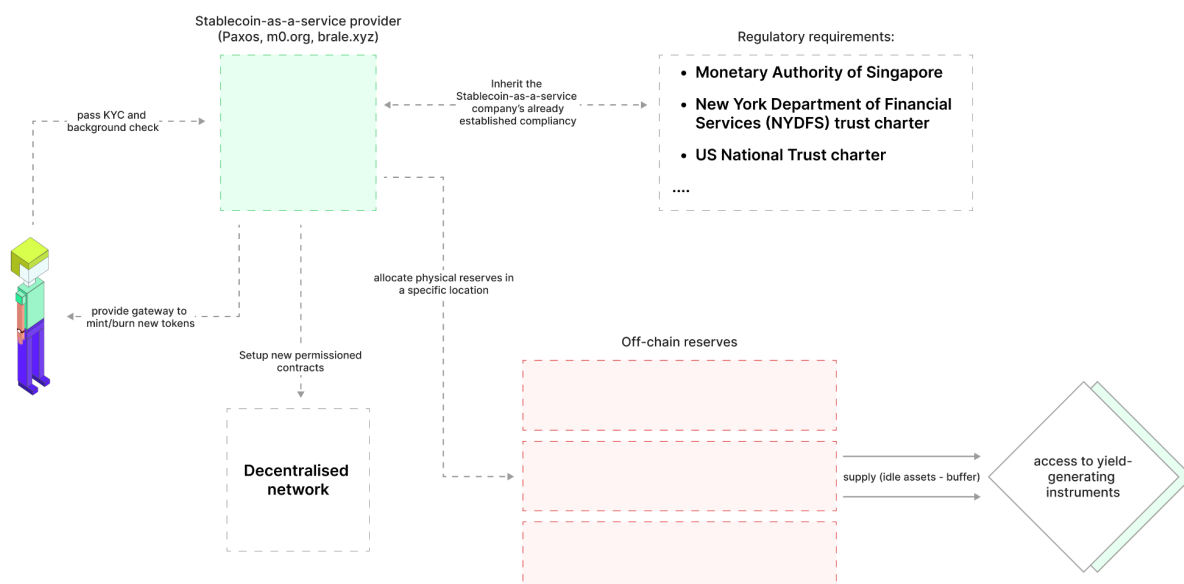 Stablecoin-as-a-service provider
(Paxos, m0.org, brale.xyz)
Regulatory requirements:
• Monetary Authority of Singapore
• New York Department of Financial
Services (NYDFS) trust charter
• US National Trust charter
....
Inherit the
Stablecoin-as-a-service
company's already
established compliancy
pass KYC and
background check
allocate physical reserves in
a specific location
provide gateway to
mint/burn new tokens
Setup new permissioned
contracts
Off-chain reserves
Decentralised
network
supply (idle assets - buffer)
access to yield-
generating
instruments